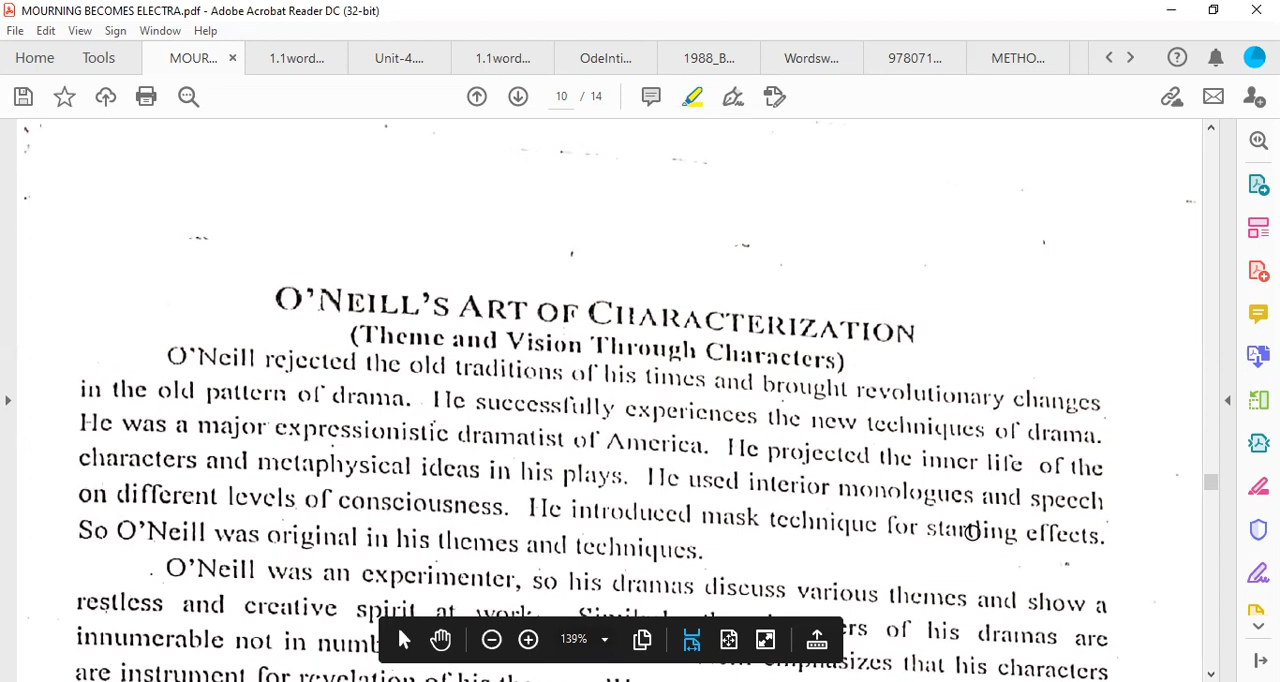 MOURNING BECOMES ELECTRA.pdf - Adobe Acrobat Reader DC (32-bit)
File Edit View Sign Window Help
Home Tools MOUR... 1.1word... Unit-4.... 1.1word... OdeInti... 1988_B... Wordsw... 978071... METHO...
10 / 14
O'NEILL'S ART OF CHARACTERIZATION
(Theme and Vision Through Characters)
O'Neill rejected the old traditions of his times and brought revolutionary changes
in the old pattern of drama. He successfully experiences the new techniques of drama.
He was a major expressionistic dramatist of America. He projected the inner life of the
characters and metaphysical ideas in his plays. He used interior monologues and speech
on different levels of consciousness. He introduced mask technique for effects.
So O'Neill was original in his themes and techniques.
O'Neill was an experimenter, so his dramas discuss various themes and show a
restless and creative spirit at work. of his dramas are
innumerable not in emphasizes that his characters
are instrument for revelation of his
139%